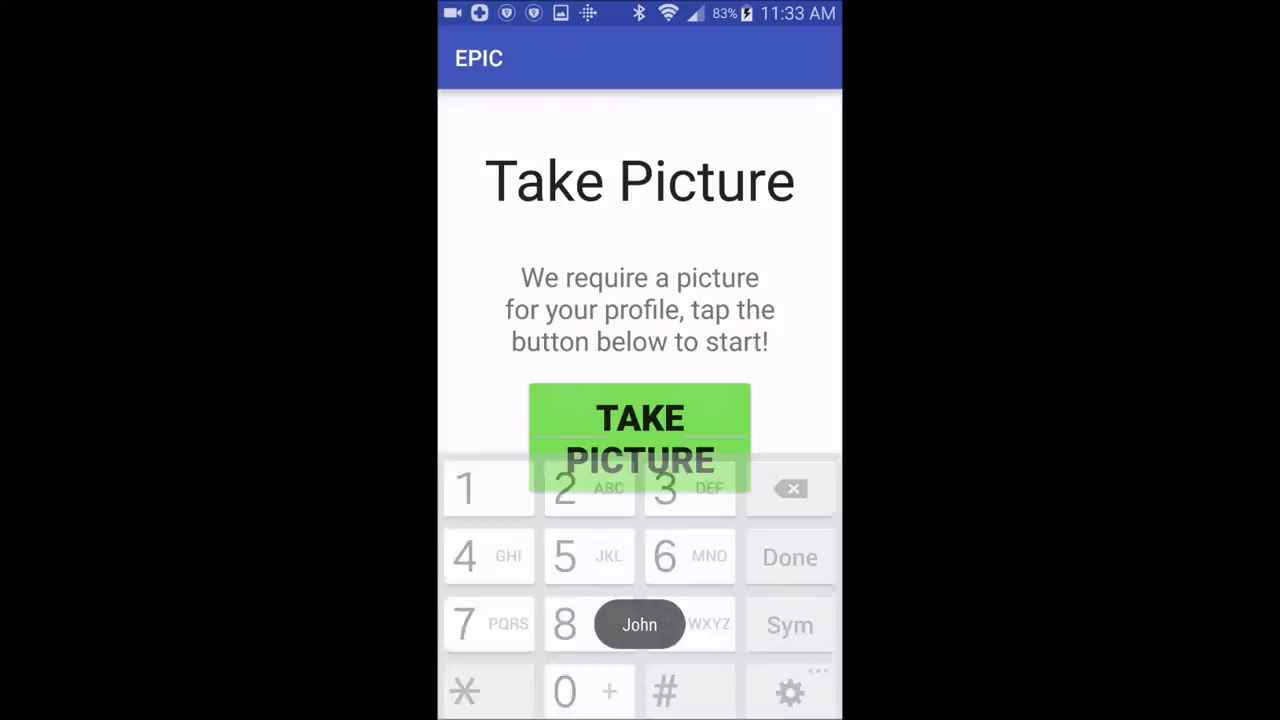 83% 11:33 AM
EPIC
Take Picture
We require a picture
for your profile, tap the
button below to start!
TAKE
PICTURE
1 2 ABC 3 DEF
4 GHI 5 JKL 6 MNO Done
7 PQRS 8 John WXYZ Sym
* 0 + # ...